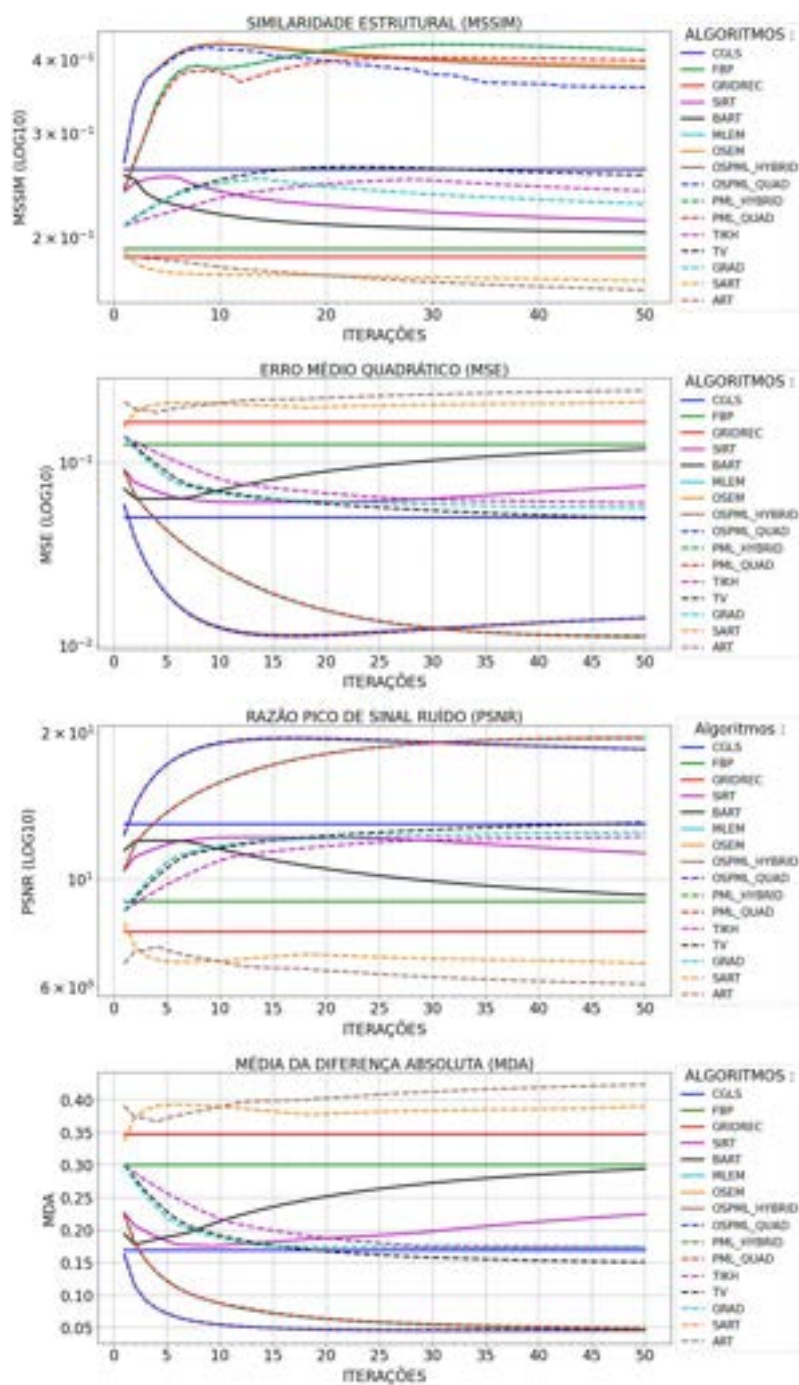 SIMILARIDADE ESTRUTURAL (MSSIM)
MSSIM (LOG10)
4 × 10⁻¹
3 × 10⁻¹
2 × 10⁻¹
0 10 20 30 40 50
ITERAÇÕES
ALGORITMOS :
CGLS
FBP
GRIDREC
SIRT
BART
MLEM
OSEM
OSPML_HYBRID
OSPML_QUAD
PML_HYBRID
PML_QUAD
TIKH
TV
GRAD
SART
ART
ERRO MÉDIO QUADRÁTICO (MSE)
MSE (LOG10)
10⁻¹
10⁻²
0 5 10 15 20 25 30 35 40 45 50
ITERAÇÕES
ALGORITMOS :
CGLS
FBP
GRIDREC
SIRT
BART
MLEM
OSEM
OSPML_HYBRID
OSPML_QUAD
PML_HYBRID
PML_QUAD
TIKH
TV
GRAD
SART
ART
RAZÃO PICO DE SINAL RUÍDO (PSNR)
PSNR (LOG10)
2 × 10¹
10¹
6 × 10⁰
0 5 10 15 20 25 30 35 40 45 50
ITERAÇÕES
Algoritmos :
CGLS
FBP
GRIDREC
SIRT
BART
MLEM
OSEM
OSPML_HYBRID
OSPML_QUAD
PML_HYBRID
PML_QUAD
TIKH
TV
GRAD
SART
ART
MÉDIA DA DIFERENÇA ABSOLUTA (MDA)
MDA
0.40
0.35
0.30
0.25
0.20
0.15
0.10
0.05
0 5 10 15 20 25 30 35 40 45 50
ITERAÇÕES
ALGORITMOS :
CGLS
FBP
GRIDREC
SIRT
BART
MLEM
OSEM
OSPML_HYBRID
OSPML_QUAD
PML_HYBRID
PML_QUAD
TIKH
TV
GRAD
SART
ART